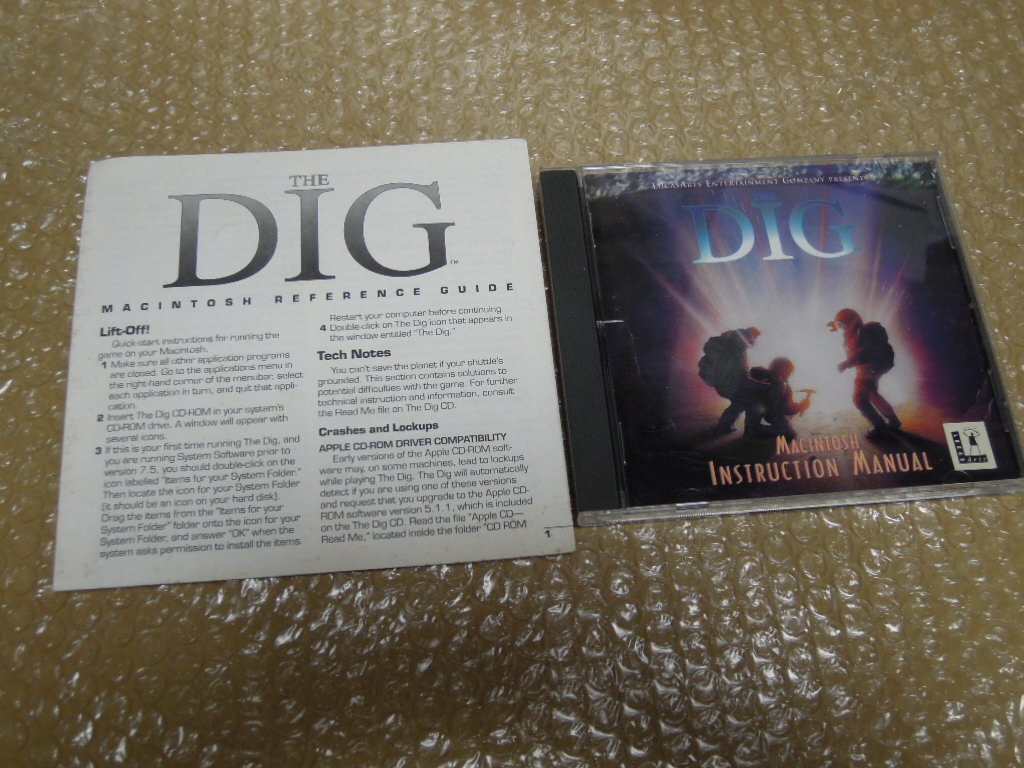 THE
DIG™
MACINTOSH REFERENCE GUIDE
Lift-Off!
Quick-start instructions for running the
game on your Macintosh.
1 Make sure all other application programs
are closed. Go to the applications menu in
the right-hand corner of the menubar, select
each application in turn, and quit that appli-
cation.
2 Insert The Dig CD-ROM in your system's
CD-ROM drive. A window will appear with
several icons.
3 If this is your first time running The Dig, and
you are running System Software prior to
version 7.5, you should double-click on the
icon labelled "Items for your System Folder."
Then locate the icon for your System Folder
[it should be an icon on your hard disk].
Drag the items from the "Items for your
System Folder" folder onto the icon for your
System Folder, and answer "OK" when the
system asks permission to install the items.
Restart your computer before continuing.
4 Double-click on The Dig icon that appears in
the window entitled "The Dig."
Tech Notes
You can't save the planet if your shuttle's
grounded. This section contains solutions to
potential difficulties with the game. For further
technical instruction and information, consult
the Read Me file on The Dig CD.
Crashes and Lockups
APPLE CD-ROM DRIVER COMPATIBILITY
Early versions of the Apple CD-ROM soft-
ware may, on some machines, lead to lockups
while playing The Dig. The Dig will automatically
detect if you are using one of these versions
and request that you upgrade to the Apple CD-
ROM software version 5.1.1, which is included
on the The Dig CD. Read the file "Apple CD—
Read Me," located inside the folder "CD ROM
1
LUCASARTS ENTERTAINMENT COMPANY PRESENTS
DIG
MACINTOSH
INSTRUCTION MANUAL
LUCAS
Arts